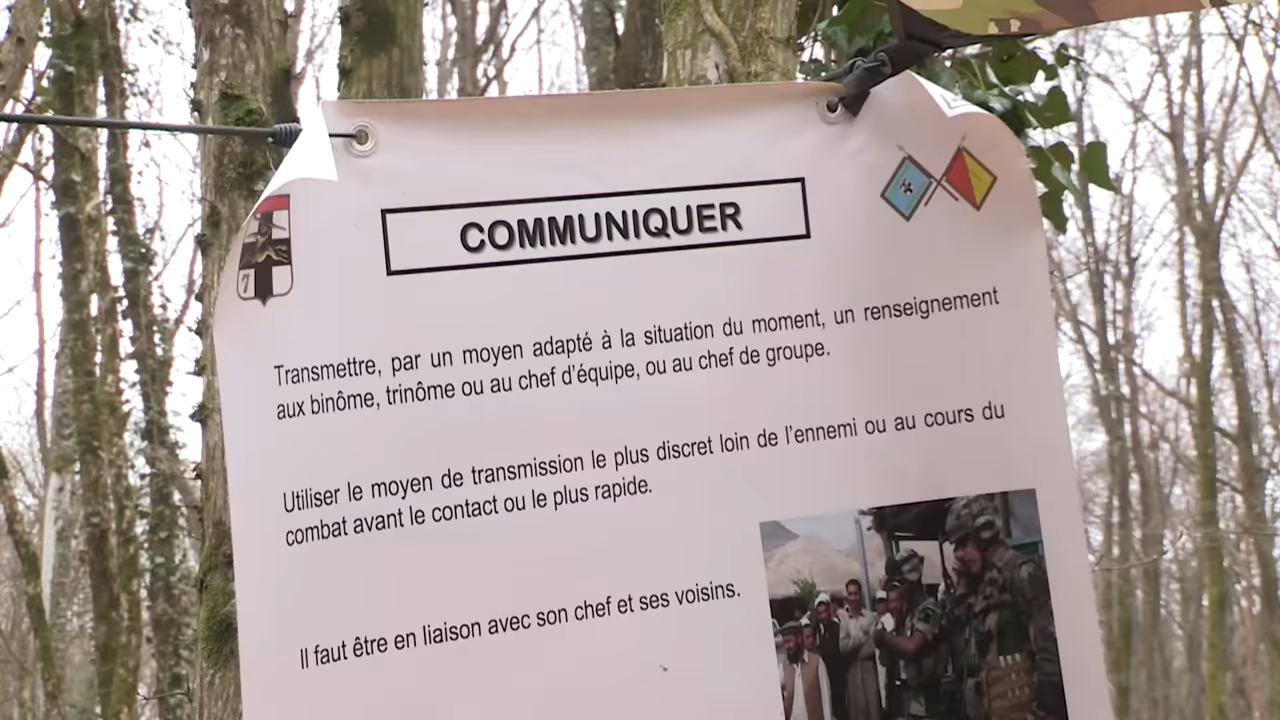 COMMUNIQUER
7
Transmettre, par un moyen adapté à la situation du moment, un renseignement
aux binôme, trinôme ou au chef d'équipe, ou au chef de groupe.
Utiliser le moyen de transmission le plus discret loin de l'ennemi ou au cours du
combat avant le contact ou le plus rapide.
Il faut être en liaison avec son chef et ses voisins.